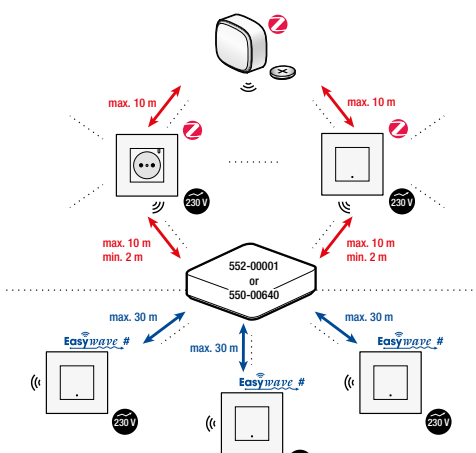 max. 10 m
max. 10 m
230 V
230 V
max. 10 m
min. 2 m
max. 10 m
min. 2 m
552-00001
or
550-00640
max. 30 m
max. 30 m
max. 30 m
Easywave #
Easywave #
Easywave #
230 V
230 V